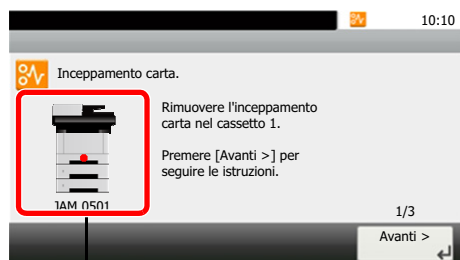 10:10
Inceppamento carta.
Rimuovere l'inceppamento
carta nel cassetto 1.
Premere [Avanti >] per
seguire le istruzioni.
JAM 0501
1/3
Avanti >